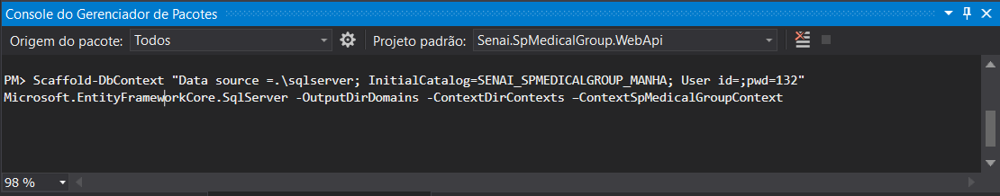 Console do Gerenciador de Pacotes
Origem do pacote: Todos Projeto padrão: Senai.SpMedicalGroup.WebApi
PM> Scaffold-DbContext "Data source =.\sqlserver; InitialCatalog=SENAI_SPMEDICALGROUP_MANHA; User id=;pwd=132"
Microsoft.EntityFrameworkCore.SqlServer -OutputDirDomains -ContextDirContexts –ContextSpMedicalGroupContext
98 %